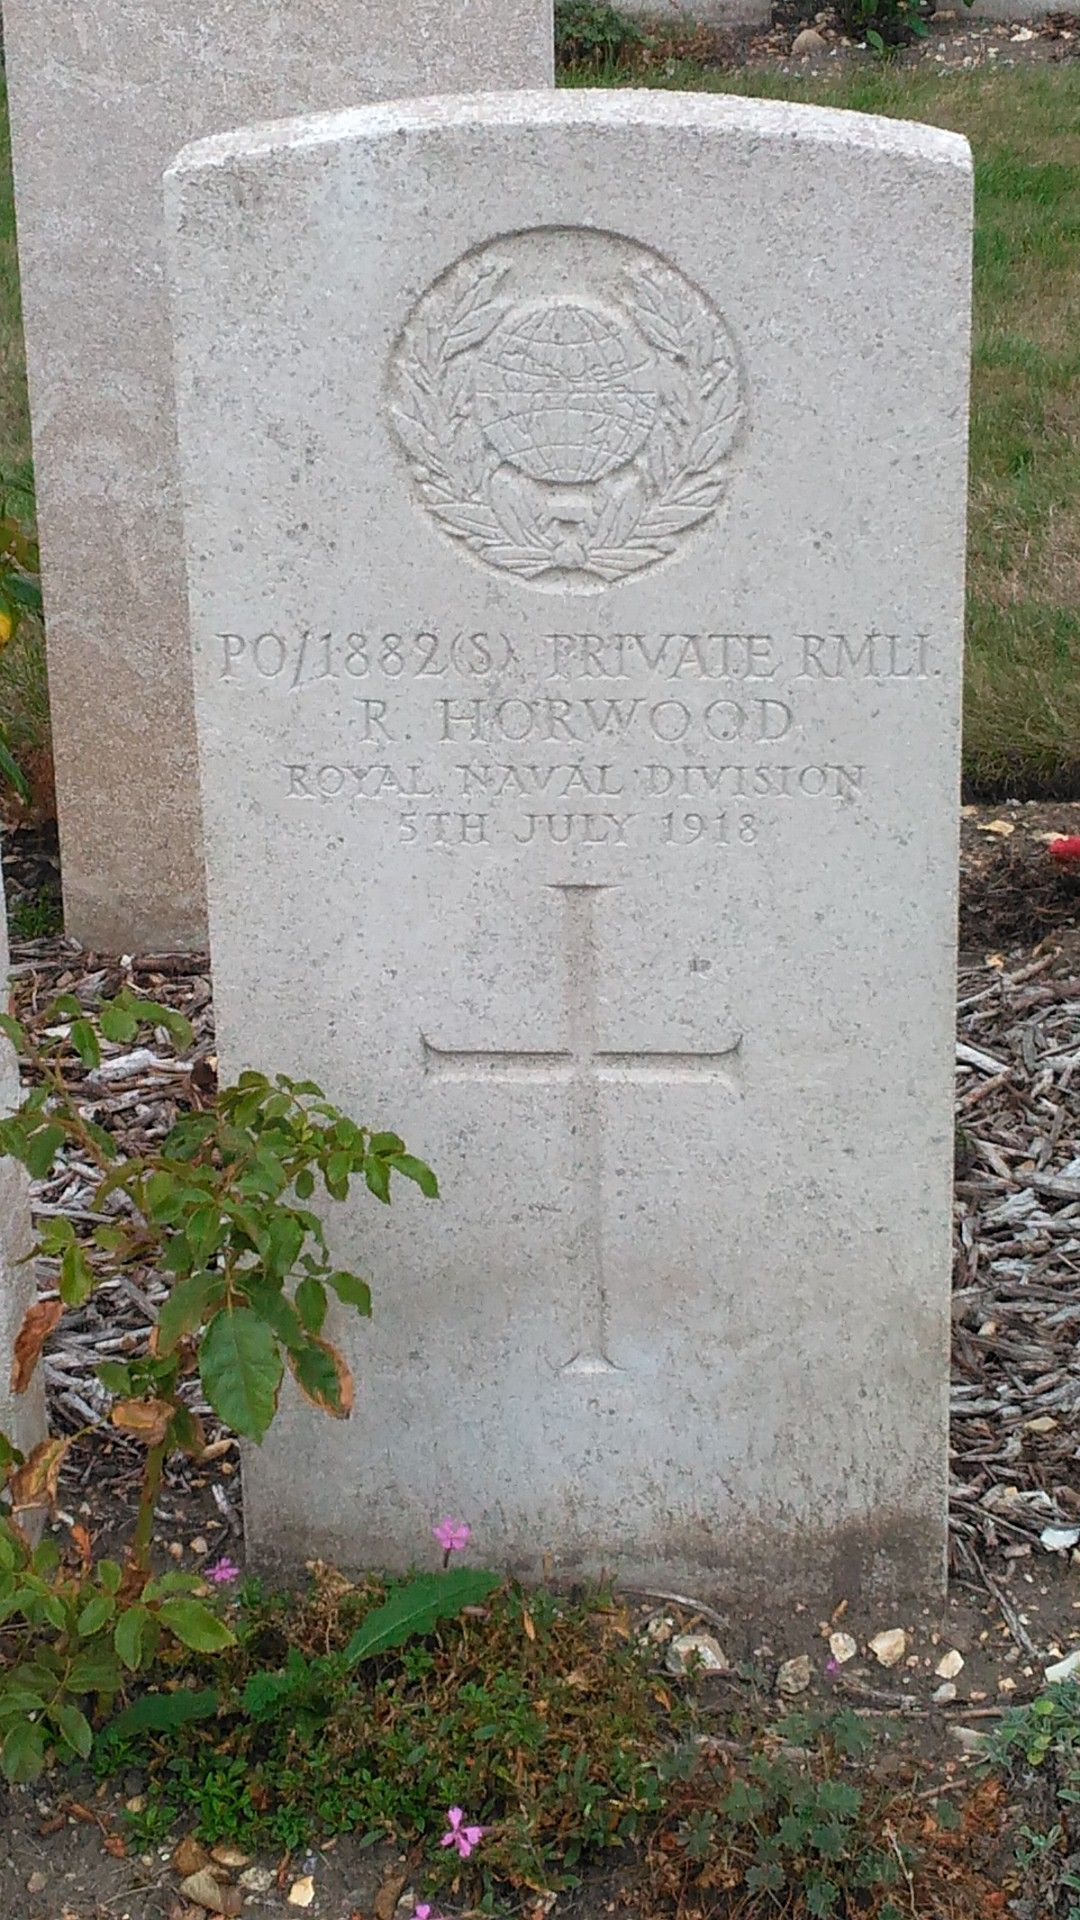 PO/1882(S) PRIVATE RMLI.
R. HORWOOD
ROYAL NAVAL DIVISION
5TH JULY 1918